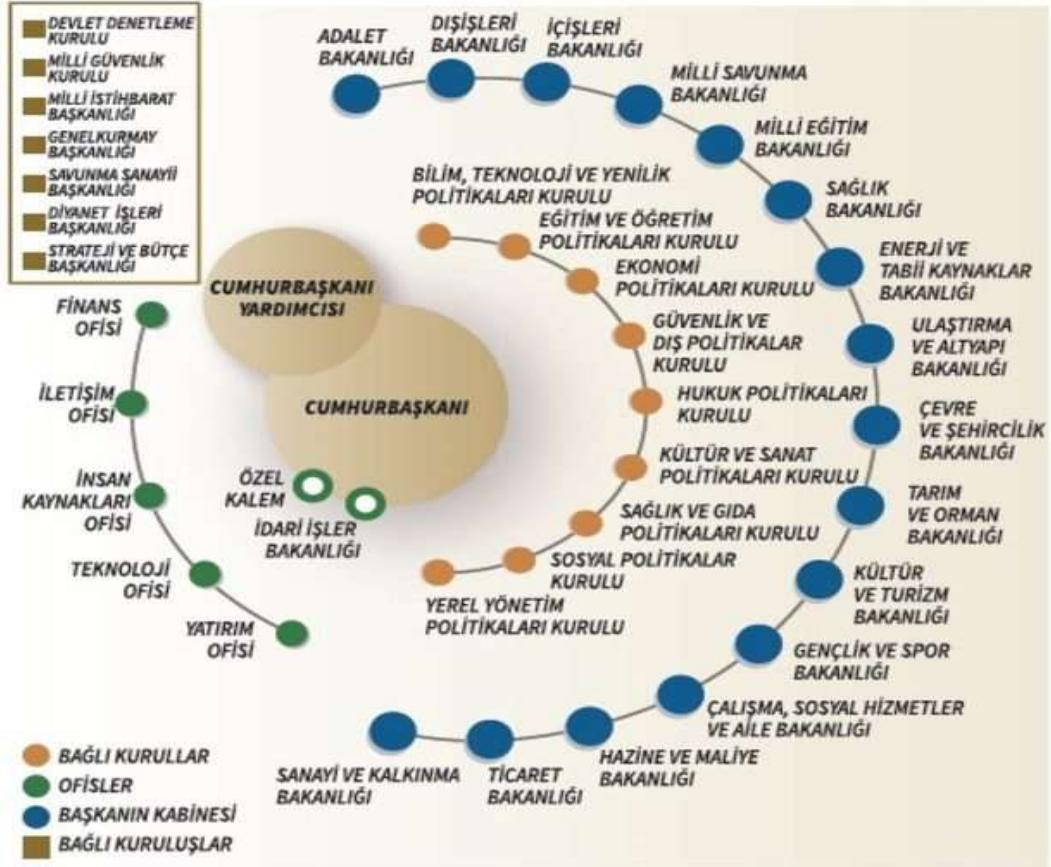 DEVLET DENETLEME
KURULU
MİLLİ GÜVENLİK
KURULU
MİLLİ İSTİHBARAT
BAŞKANLIĞI
GENELKURMAY
BAŞKANLIĞI
SAVUNMA SANAYİİ
BAŞKANLIĞI
DİYANET İŞLERİ
BAŞKANLIĞI
STRATEJİ VE BÜTÇE
BAŞKANLIĞI
ADALET
BAKANLIĞI
DIŞİŞLERİ
BAKANLIĞI
İÇİŞLERİ
BAKANLIĞI
MİLLİ SAVUNMA
BAKANLIĞI
MİLLİ EĞİTİM
BAKANLIĞI
SAĞLIK
BAKANLIĞI
ENERJİ VE
TABİİ KAYNAKLAR
BAKANLIĞI
ULAŞTIRMA
VE ALTYAPI
BAKANLIĞI
ÇEVRE
VE ŞEHİRCİLİK
BAKANLIĞI
TARIM
VE ORMAN
BAKANLIĞI
KÜLTÜR
VE TURİZM
BAKANLIĞI
GENÇLİK VE SPOR
BAKANLIĞI
ÇALIŞMA, SOSYAL HİZMETLER
VE AİLE BAKANLIĞI
HAZİNE VE MALİYE
BAKANLIĞI
TİCARET
BAKANLIĞI
SANAYİ VE KALKINMA
BAKANLIĞI
BİLİM, TEKNOLOJİ VE YENİLİK
POLİTİKALARI KURULU
EĞİTİM VE ÖĞRETİM
POLİTİKALARI KURULU
EKONOMİ
POLİTİKALARI KURULU
GÜVENLİK VE
DIŞ POLİTİKALAR
KURULU
HUKUK POLİTİKALARI
KURULU
KÜLTÜR VE SANAT
POLİTİKALARI KURULU
SAĞLIK VE GIDA
POLİTİKALARI KURULU
SOSYAL POLİTİKALAR
KURULU
YEREL YÖNETİM
POLİTİKALARI KURULU
CUMHURBAŞKANI
YARDIMCISI
CUMHURBAŞKANI
ÖZEL
KALEM
İDARİ İŞLER
BAKANLIĞI
FİNANS
OFİSİ
İLETİŞİM
OFİSİ
İNSAN
KAYNAKLARI
OFİSİ
TEKNOLOJİ
OFİSİ
YATIRIM
OFİSİ
BAĞLI KURULLAR
OFİSLER
BAŞKANIN KABİNESİ
BAĞLI KURULUŞLAR